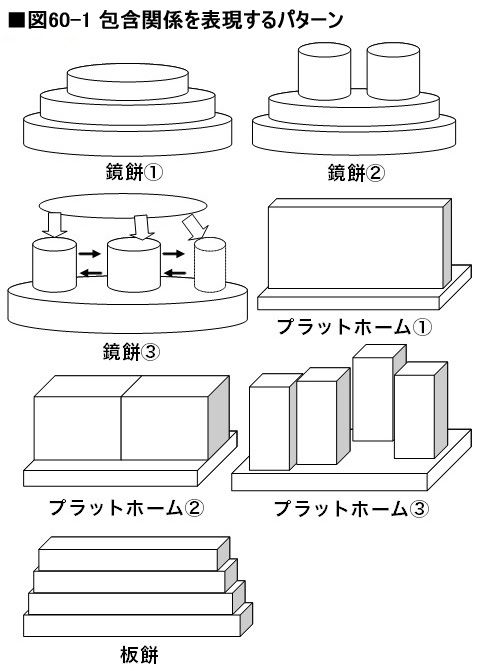 ■図60-1 包含関係を表現するパターン
鏡餅①
鏡餅②
鏡餅③
プラットホーム①
プラットホーム②
プラットホーム③
板餅